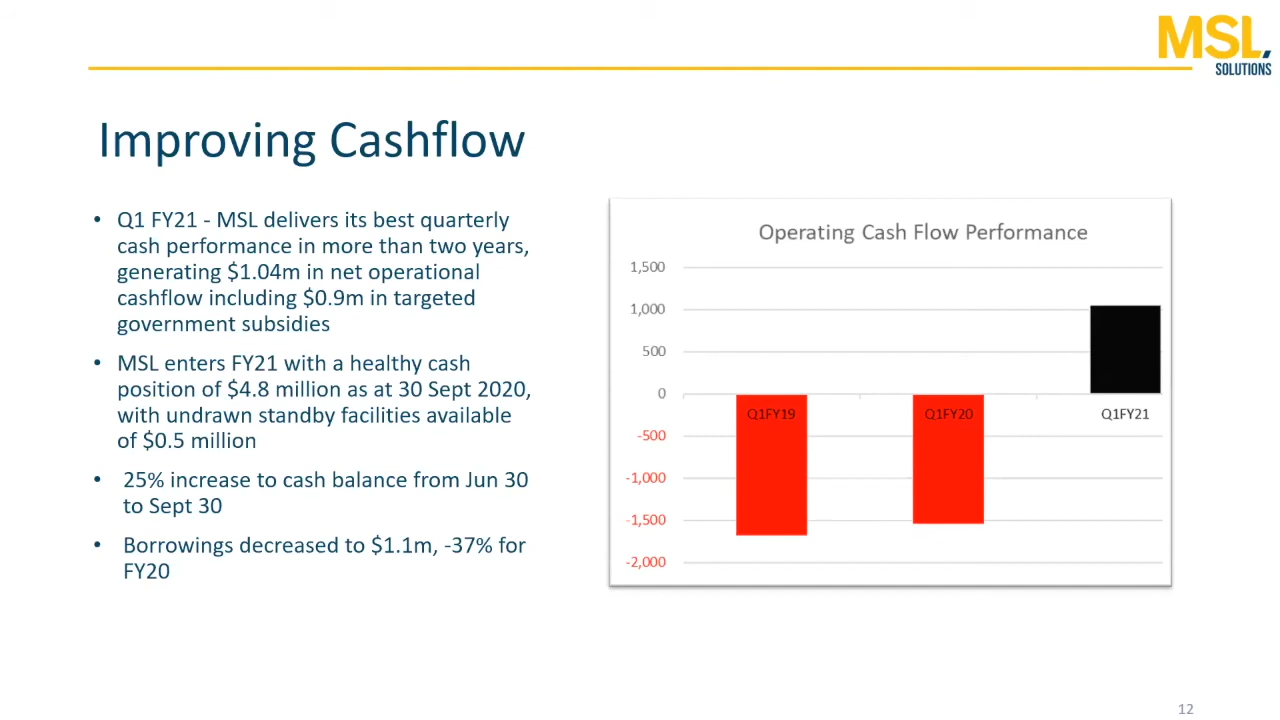 MSL
SOLUTIONS
Improving Cashflow
• Q1 FY21 - MSL delivers its best quarterly
cash performance in more than two years,
generating $1.04m in net operational
cashflow including $0.9m in targeted
government subsidies
• MSL enters FY21 with a healthy cash
position of $4.8 million as at 30 Sept 2020,
with undrawn standby facilities available
of $0.5 million
• 25% increase to cash balance from Jun 30
to Sept 30
• Borrowings decreased to $1.1m, -37% for
FY20
Operating Cash Flow Performance
1,500
1,000
500
0
-500
-1,000
-1,500
-2,000
Q1FY19 Q1FY20 Q1FY21
12